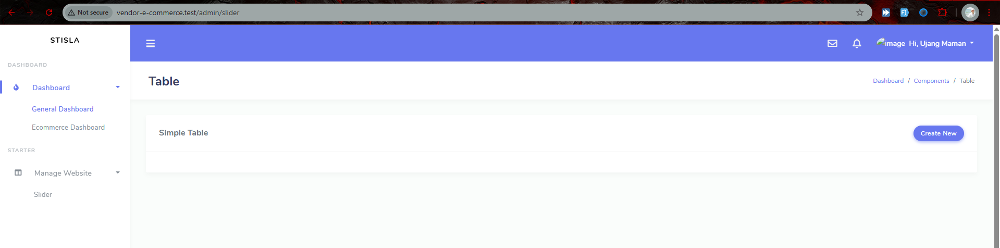 Not secure vendor-e-commerce.test/admin/slider
STISLA
image Hi, Ujang Maman
DASHBOARD
Dashboard
General Dashboard
Ecommerce Dashboard
STARTER
Manage Website
Slider
Table
Dashboard / Components / Table
Simple Table
Create New